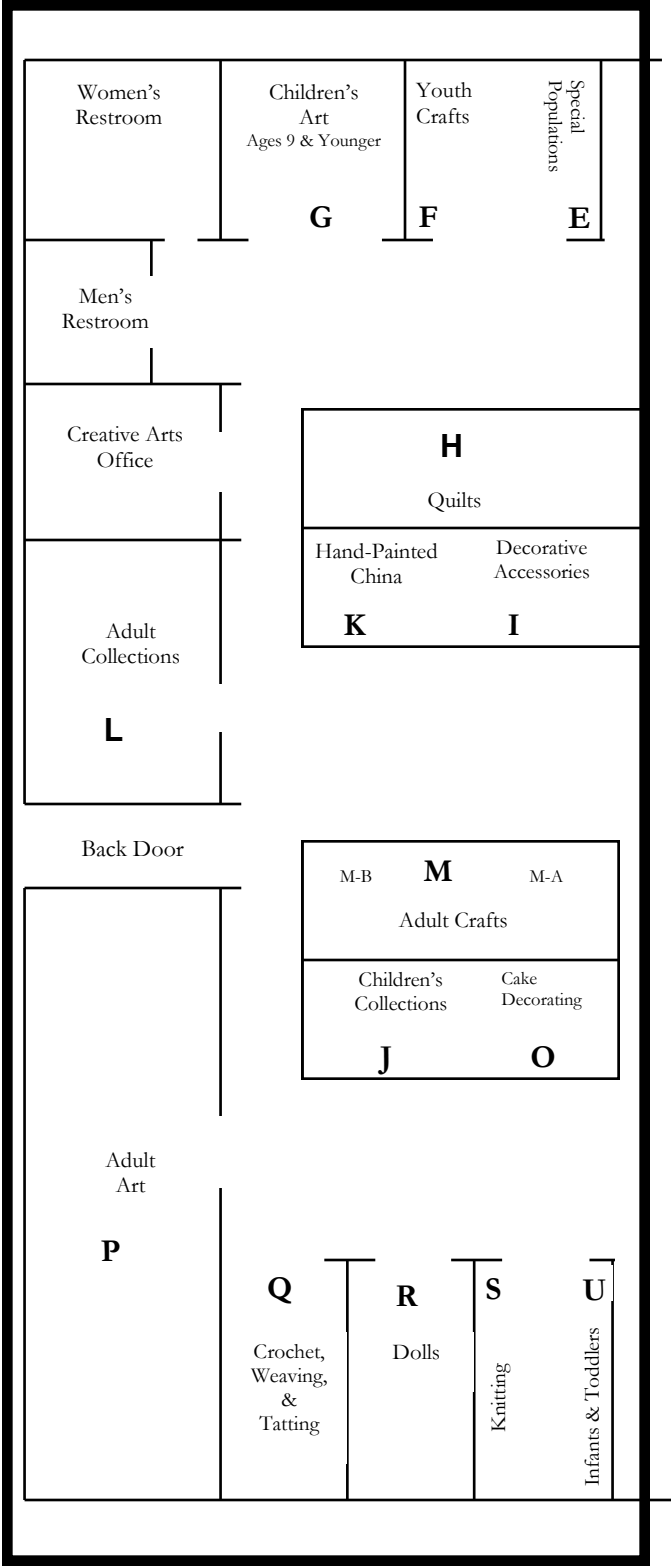 Women's
Restroom
Children's
Art
Ages 9 & Younger
G
Youth
Crafts
F
Special
Populations
E
Men's
Restroom
Creative Arts
Office
H
Quilts
Hand-Painted
China
K
Decorative
Accessories
I
Adult
Collections
L
Back Door
M-B
M
M-A
Adult Crafts
Children's
Collections
J
Cake
Decorating
O
Adult
Art
P
Q
Crochet,
Weaving,
&
Tatting
R
Dolls
S
Knitting
U
Infants & Toddlers